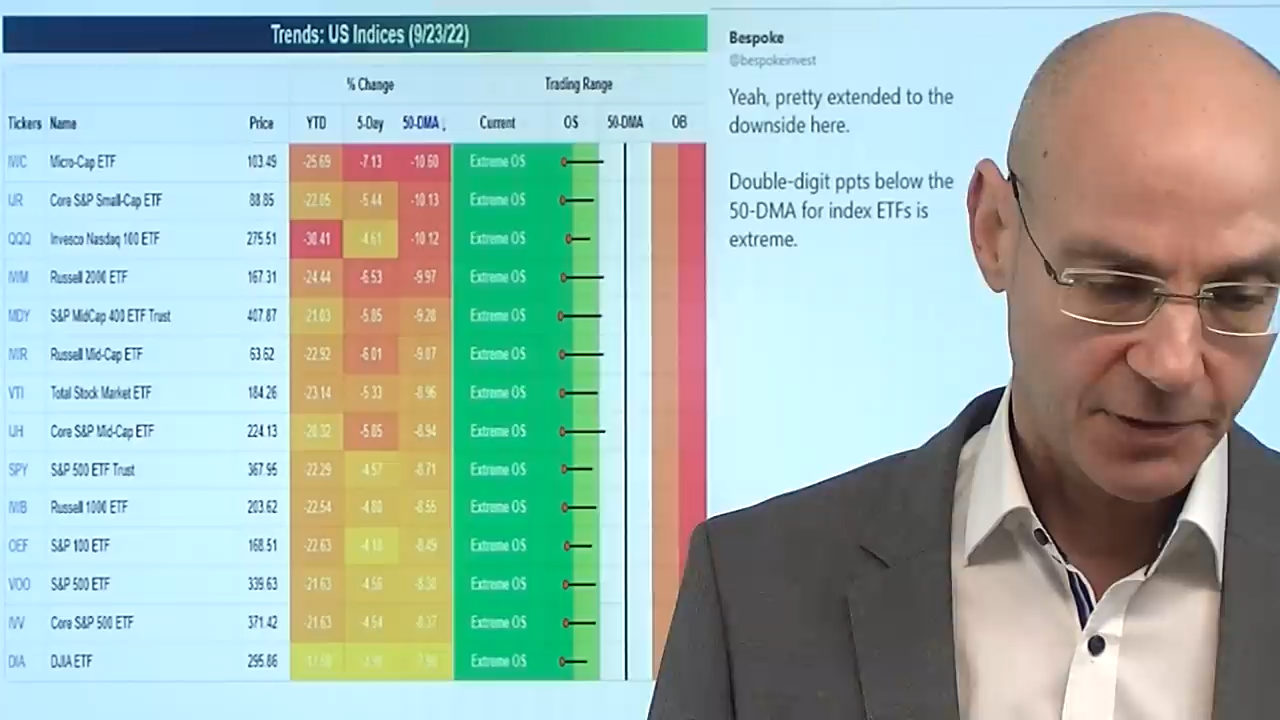 Trends: US Indices (9/23/22)
% Change Trading Range
Tickers Name Price YTD 5-Day 50-DMA↓ Current OS 50-DMA OB
IWC Micro-Cap ETF 103.49 -25.69 -7.13 -10.60 Extreme OS
IJR Core S&P Small-Cap ETF 88.85 -22.05 -5.44 -10.13 Extreme OS
QQQ Invesco Nasdaq 100 ETF 275.51 -30.41 -4.61 -10.12 Extreme OS
IWM Russell 2000 ETF 167.31 -24.44 -6.53 -9.97 Extreme OS
MDY S&P MidCap 400 ETF Trust 407.87 -21.03 -5.85 -9.28 Extreme OS
IWR Russell Mid-Cap ETF 63.62 -22.92 -6.01 -9.07 Extreme OS
VTI Total Stock Market ETF 184.26 -23.14 -5.33 -8.96 Extreme OS
IJH Core S&P Mid-Cap ETF 224.13 -20.32 -5.85 -8.94 Extreme OS
SPY S&P 500 ETF Trust 367.95 -22.29 -4.57 -8.71 Extreme OS
IWB Russell 1000 ETF 203.62 -22.54 -4.80 -8.55 Extreme OS
OEF S&P 100 ETF 168.51 -22.63 -4.18 -8.49 Extreme OS
VOO S&P 500 ETF 339.63 -21.63 -4.56 Extreme OS
IVV Core S&P 500 ETF 371.42 -21.63 -4.54 -8.37 Extreme OS
DIA DJIA ETF 295.86 Extreme OS
Bespoke
@bespokeinvest
Yeah, pretty extended to the
downside here.
Double-digit ppts below the
50-DMA for index ETFs is
extreme.